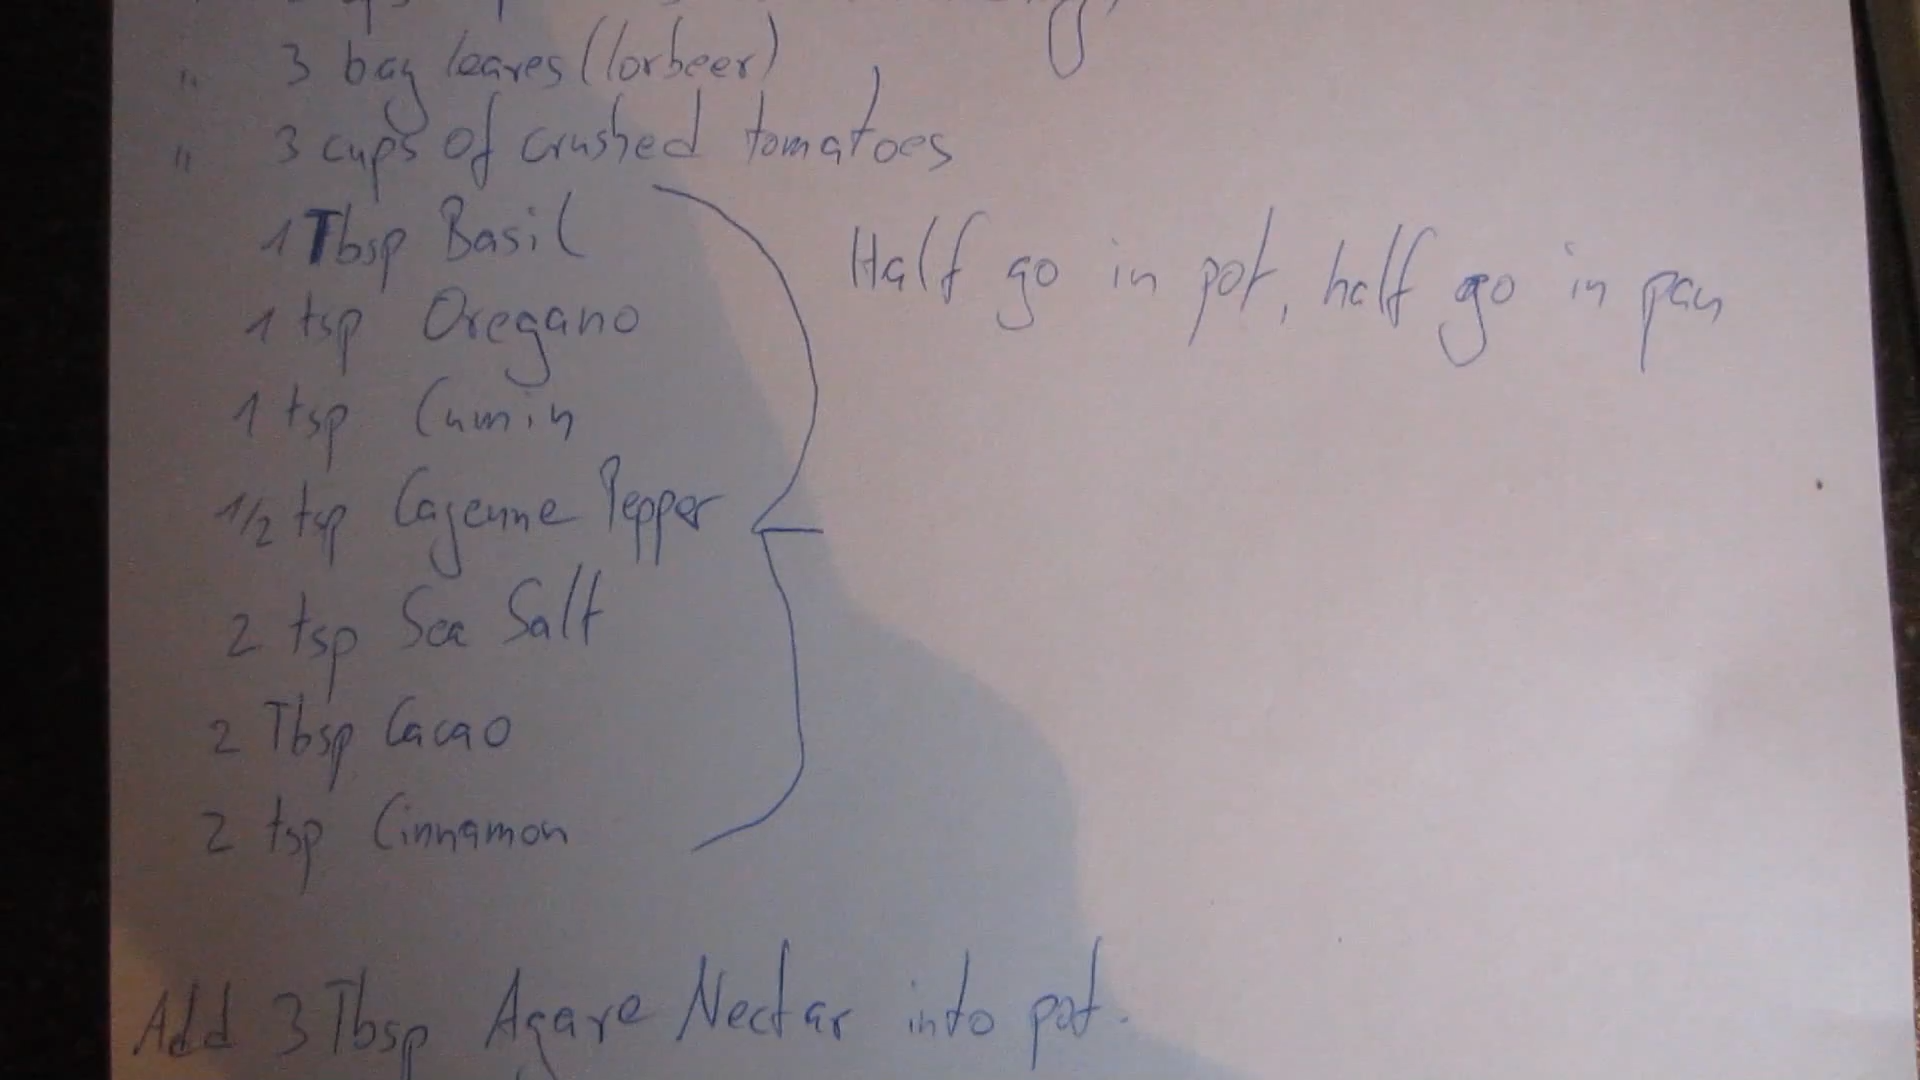 " 3 bay leaves (lorbeer)
" 3 cups of crushed tomatoes
1 Tbsp Basil
1 tsp Oregano
1 tsp Cumin
1/2 tsp Cayenne Pepper
2 tsp Sea Salt
2 Tbsp Cacao
2 tsp Cinnamon
Half go in pot, half go in pan
Add 3 Tbsp Agave Nectar into pot.